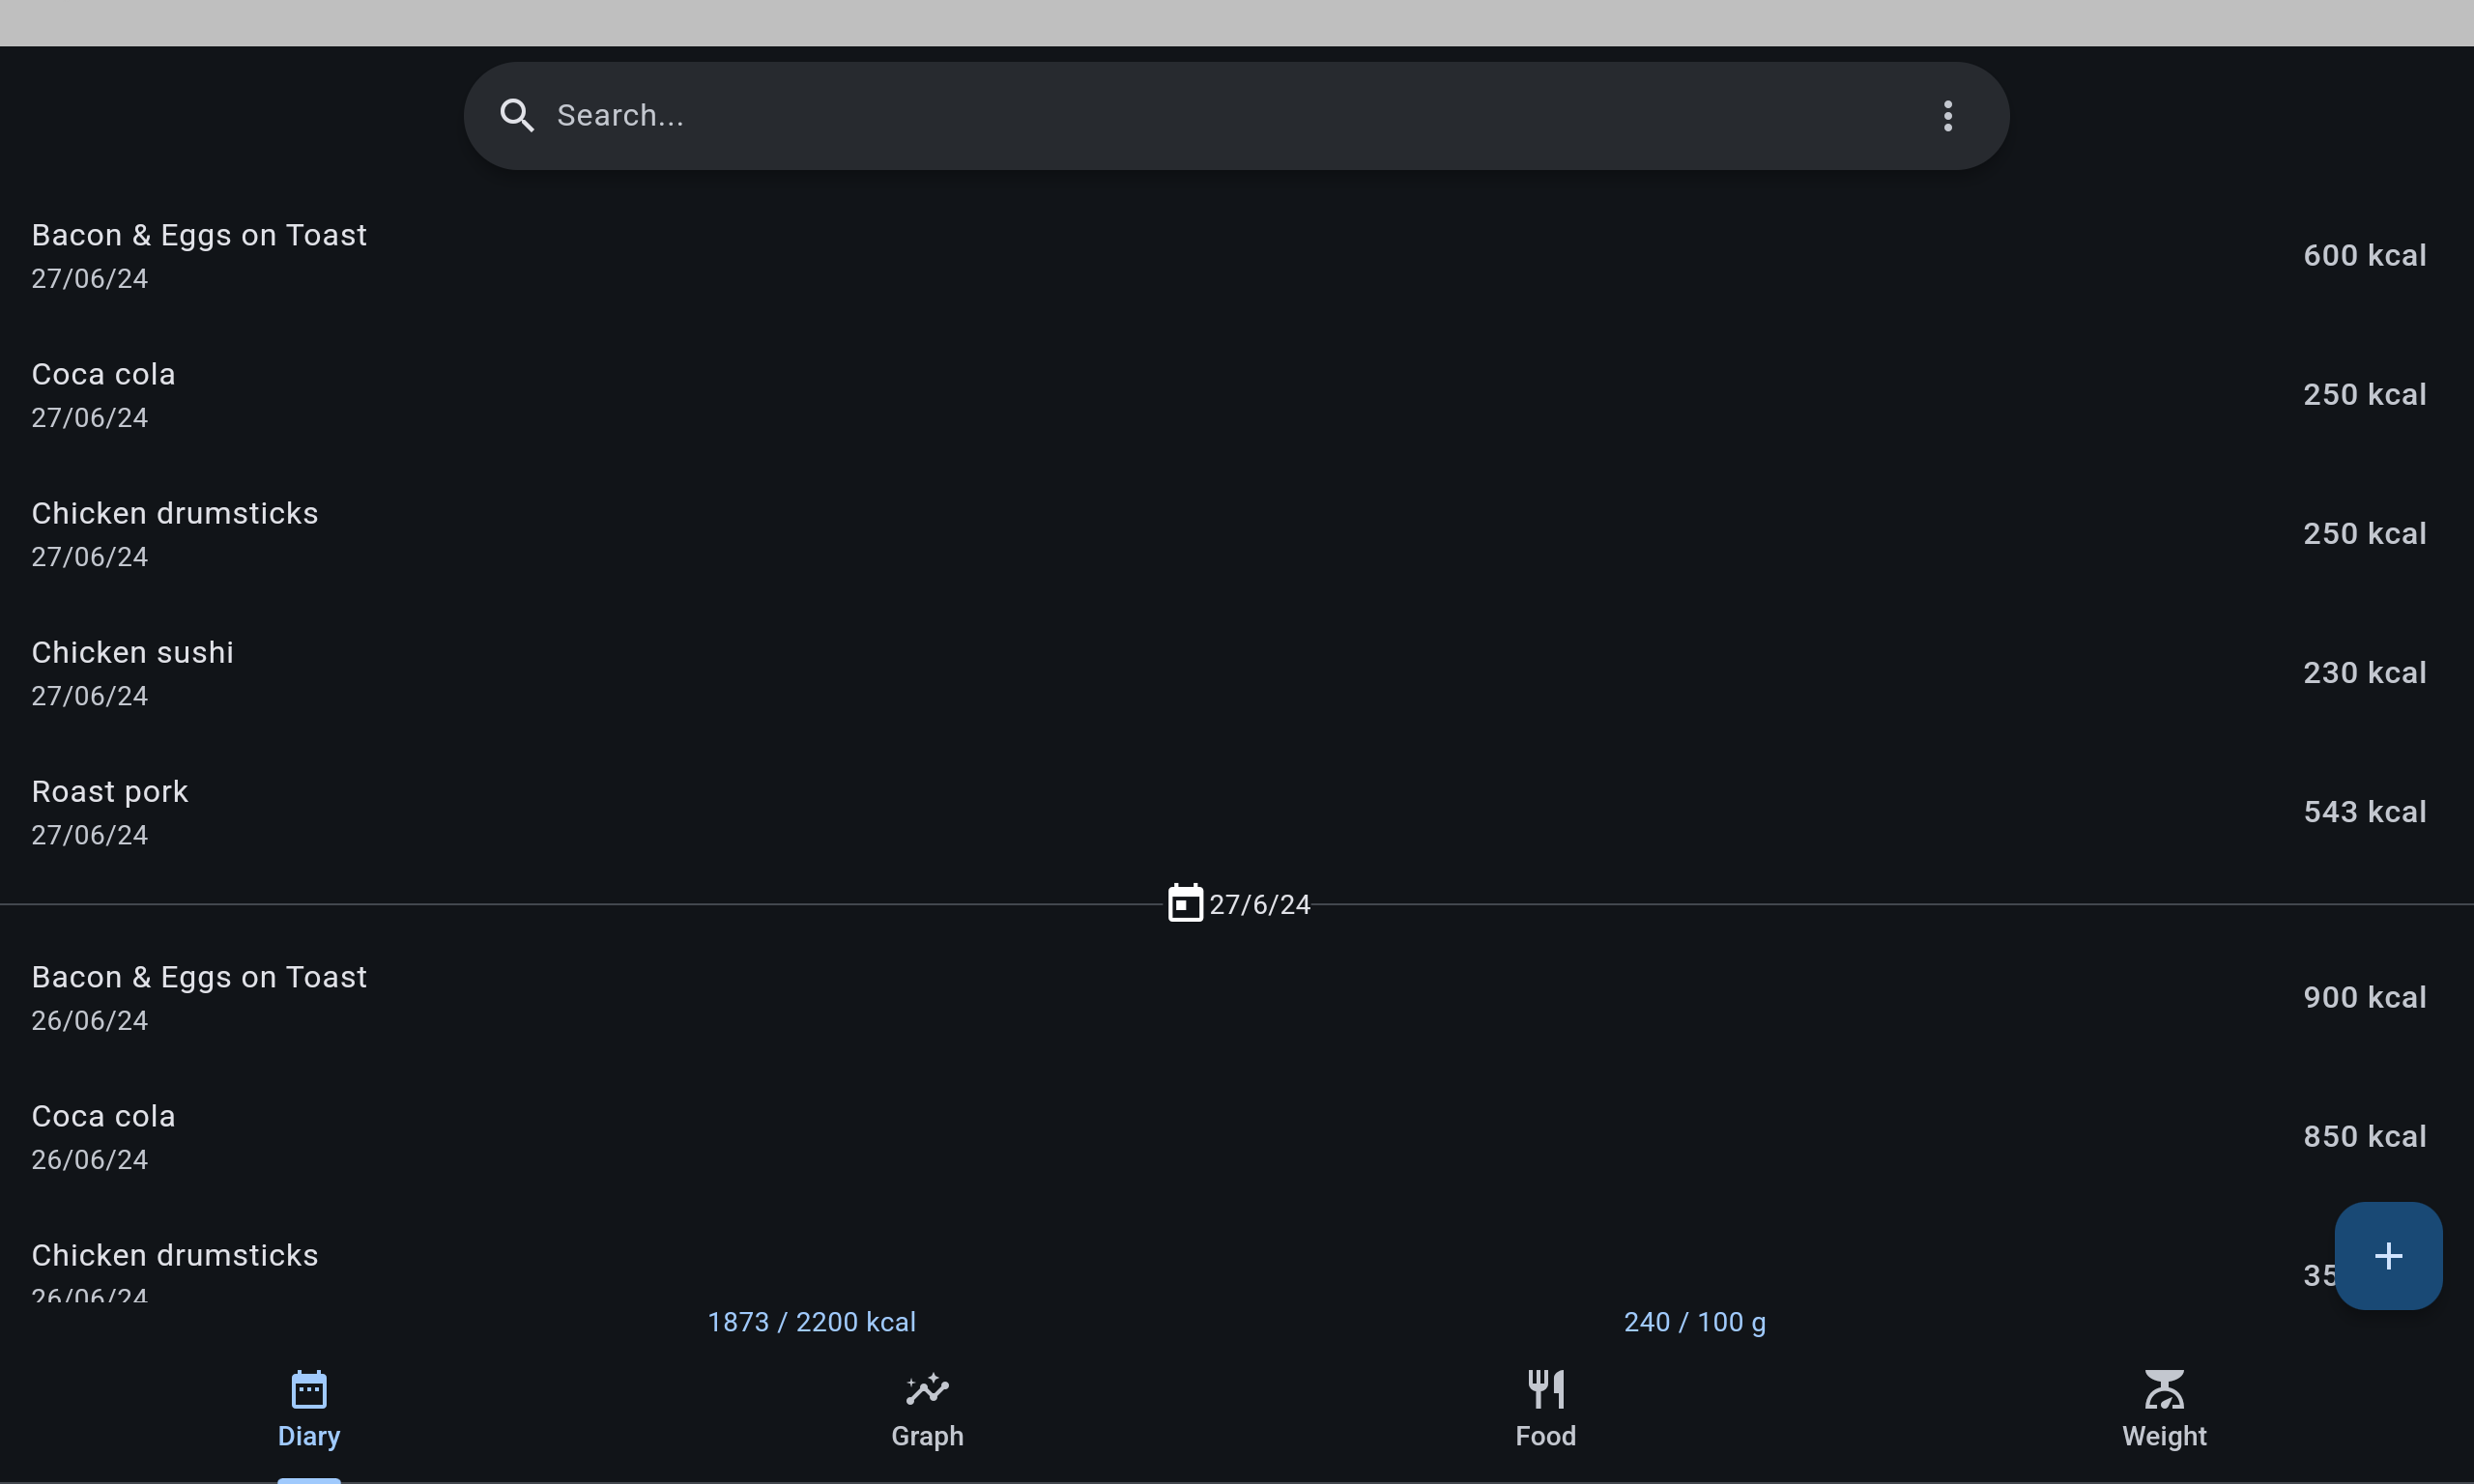 Search...
Bacon & Eggs on Toast
27/06/24
600 kcal
Coca cola
27/06/24
250 kcal
Chicken drumsticks
27/06/24
250 kcal
Chicken sushi
27/06/24
230 kcal
Roast pork
27/06/24
543 kcal
27/6/24
Bacon & Eggs on Toast
26/06/24
900 kcal
Coca cola
26/06/24
850 kcal
Chicken drumsticks
26/06/24
35
1873 / 2200 kcal
240 / 100 g
Diary
Graph
Food
Weight